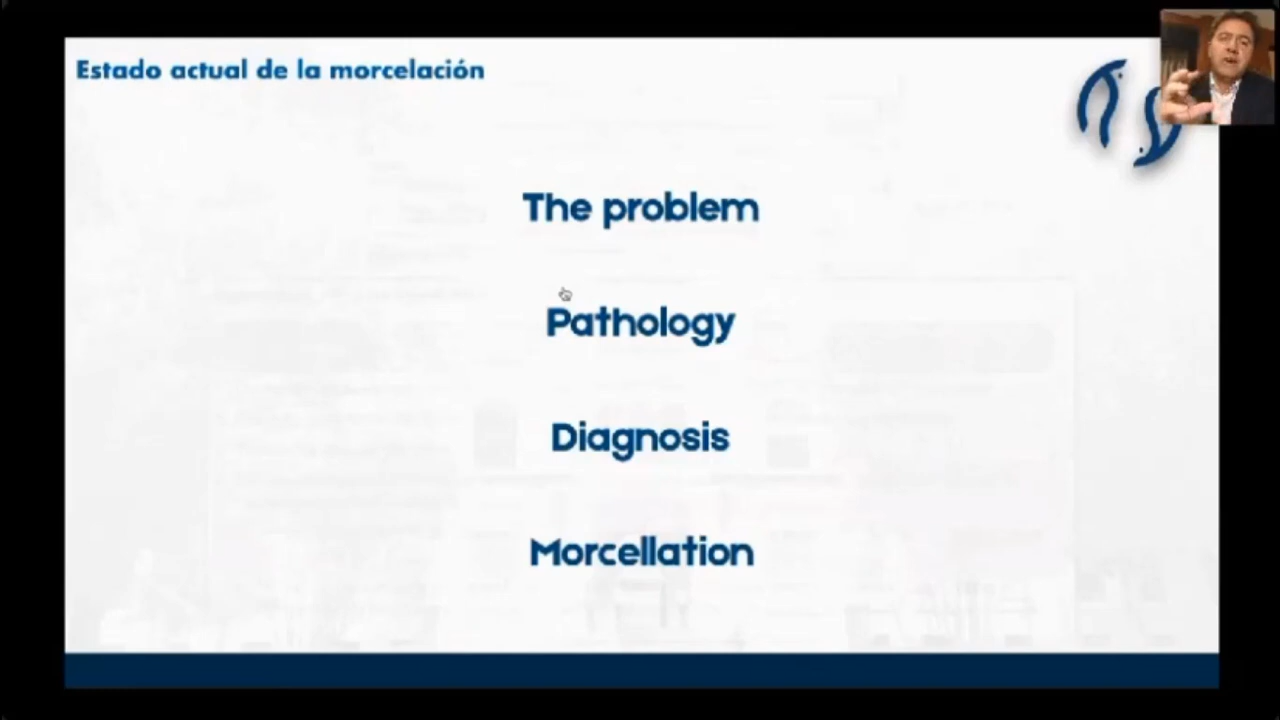 Estado actual de la morcelación
The problem
Pathology
Diagnosis
Morcellation